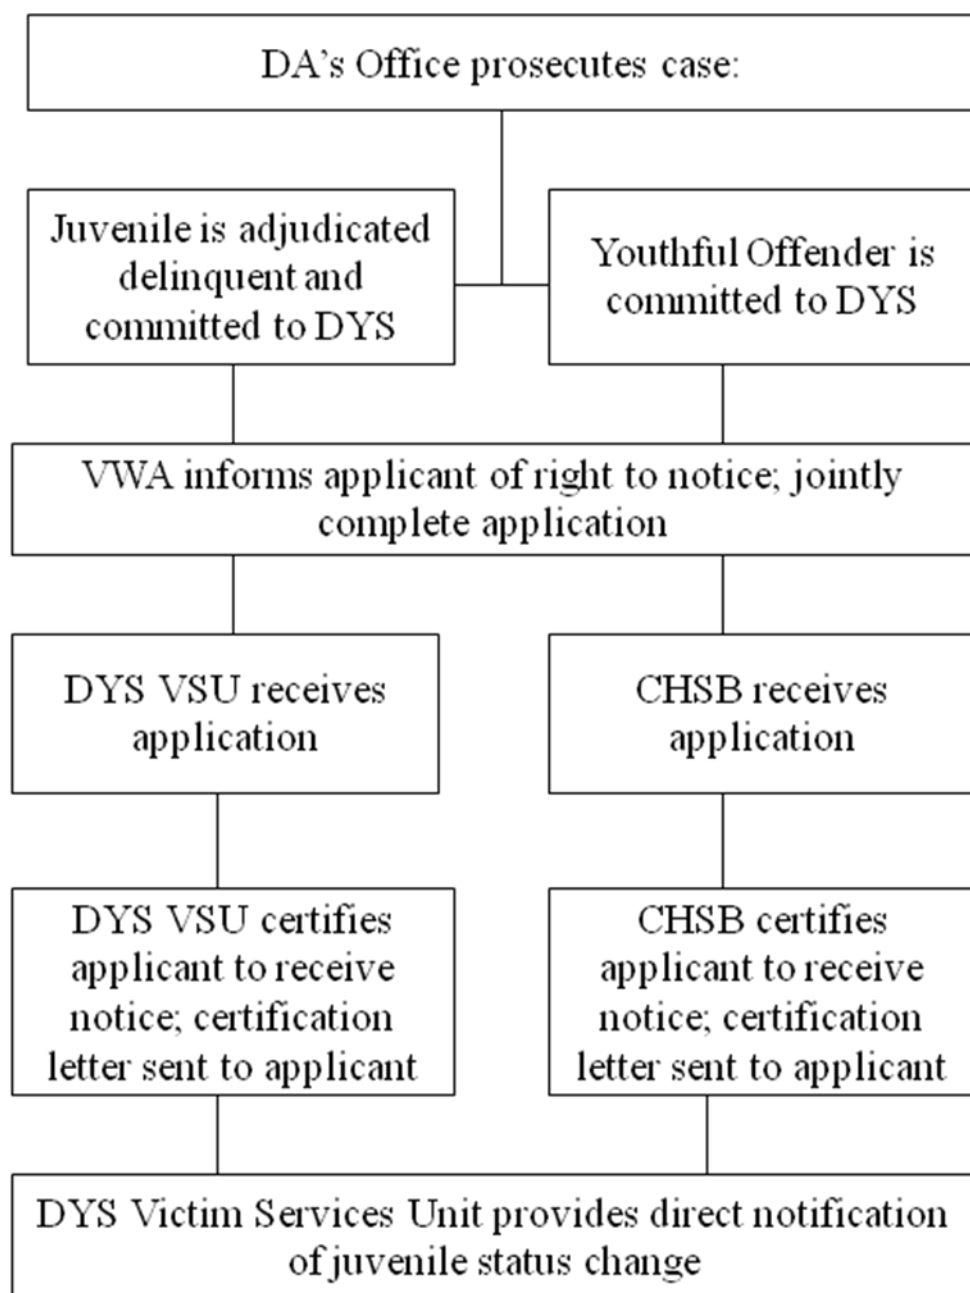 DA's Office prosecutes case:
Juvenile is adjudicated
delinquent and
committed to DYS
Youthful Offender is
committed to DYS
VWA informs applicant of right to notice; jointly
complete application
DYS VSU receives
application
CHSB receives
application
DYS VSU certifies
applicant to receive
notice; certification
letter sent to applicant
CHSB certifies
applicant to receive
notice; certification
letter sent to applicant
DYS Victim Services Unit provides direct notification
of juvenile status change